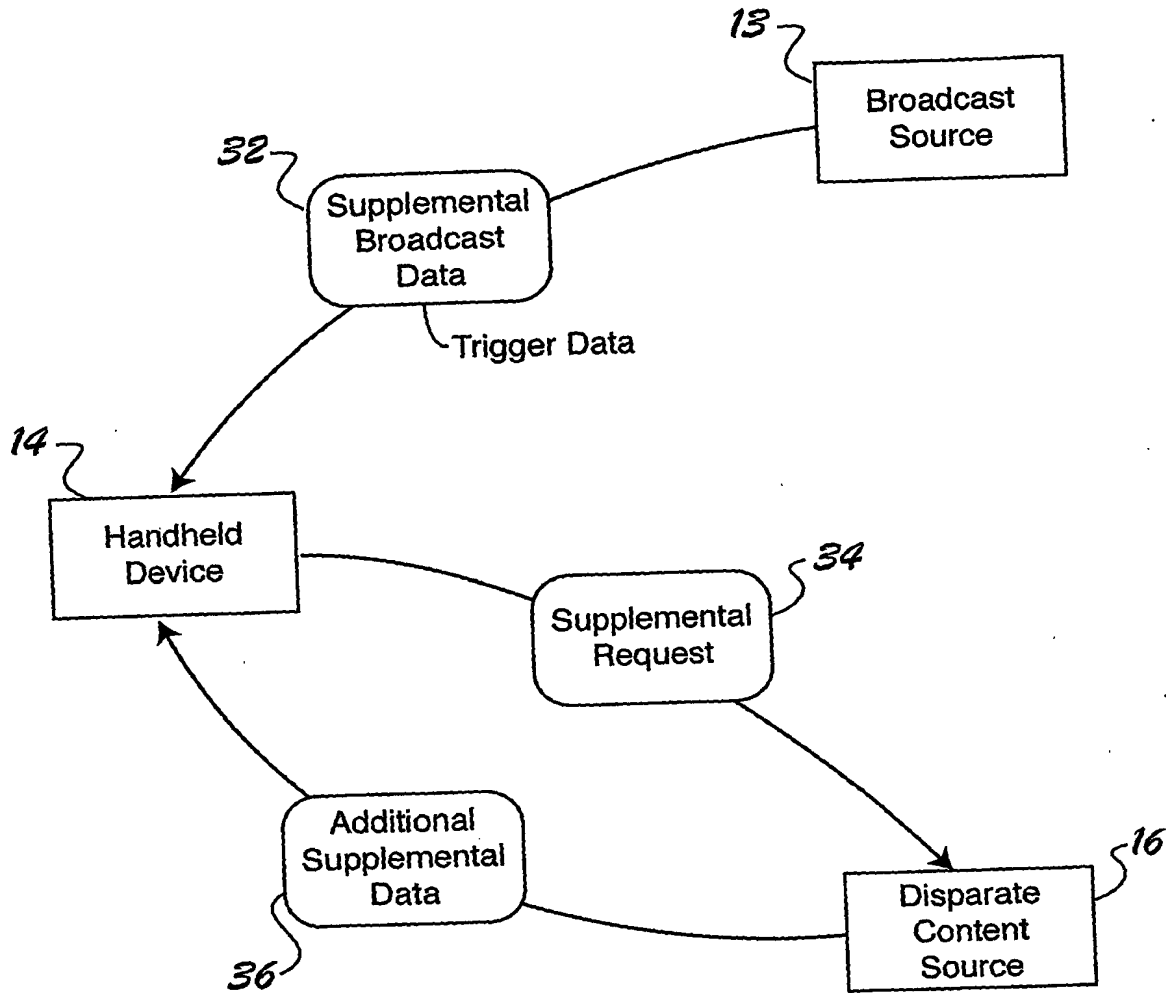 13
Broadcast
Source
32
Supplemental
Broadcast
Data
Trigger Data
14
Handheld
Device
34
Supplemental
Request
Additional
Supplemental
Data
36
16
Disparate
Content
Source